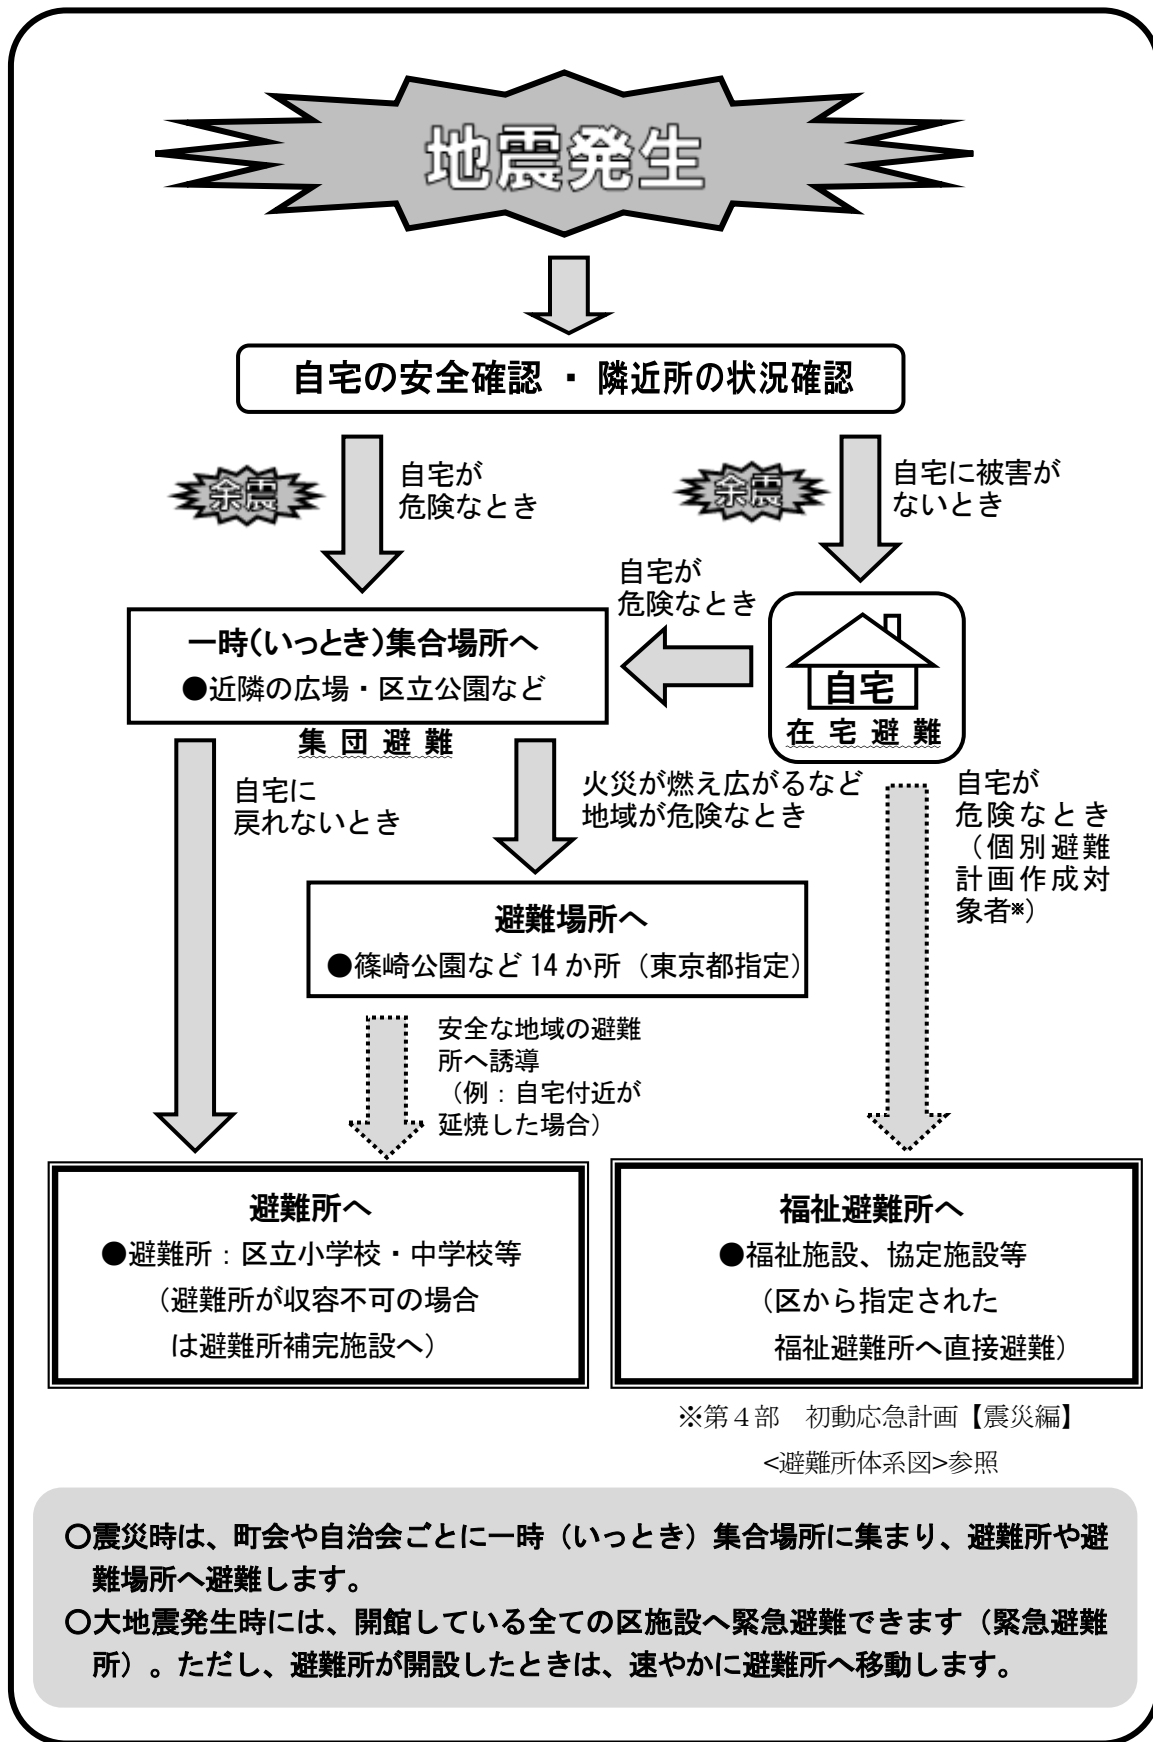 地震発生
自宅の安全確認 ・ 隣近所の状況確認
余震
自宅が
危険なとき
余震
自宅に被害が
ないとき
自宅が
危険なとき
一時(いっとき)集合場所へ
●近隣の広場・区立公園など
自宅
在宅避難
集団避難
自宅に
戻れないとき
火災が燃え広がるなど
地域が危険なとき
自宅が
危険なとき
（個別避難
計画作成対
象者※）
避難場所へ
●篠崎公園など 14 か所（東京都指定）
安全な地域の避難
所へ誘導
（例：自宅付近が
延焼した場合）
避難所へ
●避難所：区立小学校・中学校等
（避難所が収容不可の場合
は避難所補完施設へ）
福祉避難所へ
●福祉施設、協定施設等
（区から指定された
福祉避難所へ直接避難）
※第４部　初動応急計画【震災編】
<避難所体系図>参照
〇震災時は、町会や自治会ごとに一時（いっとき）集合場所に集まり、避難所や避
難場所へ避難します。
〇大地震発生時には、開館している全ての区施設へ緊急避難できます（緊急避難
所）。ただし、避難所が開設したときは、速やかに避難所へ移動します。